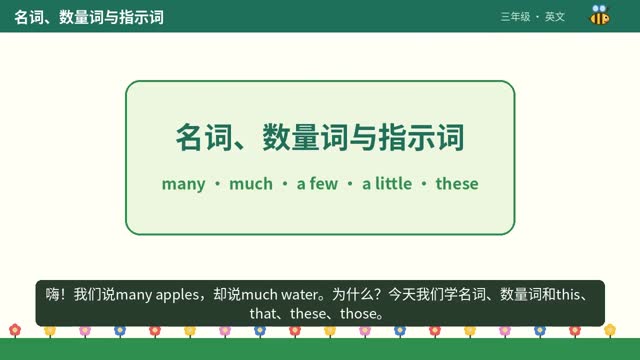 名词、数量词与指示词
三年级 • 英文
名词、数量词与指示词
many • much • a few • a little • these
嗨！我们说many apples，却说much water。为什么？今天我们学名词、数量词和this、
that、these、those。